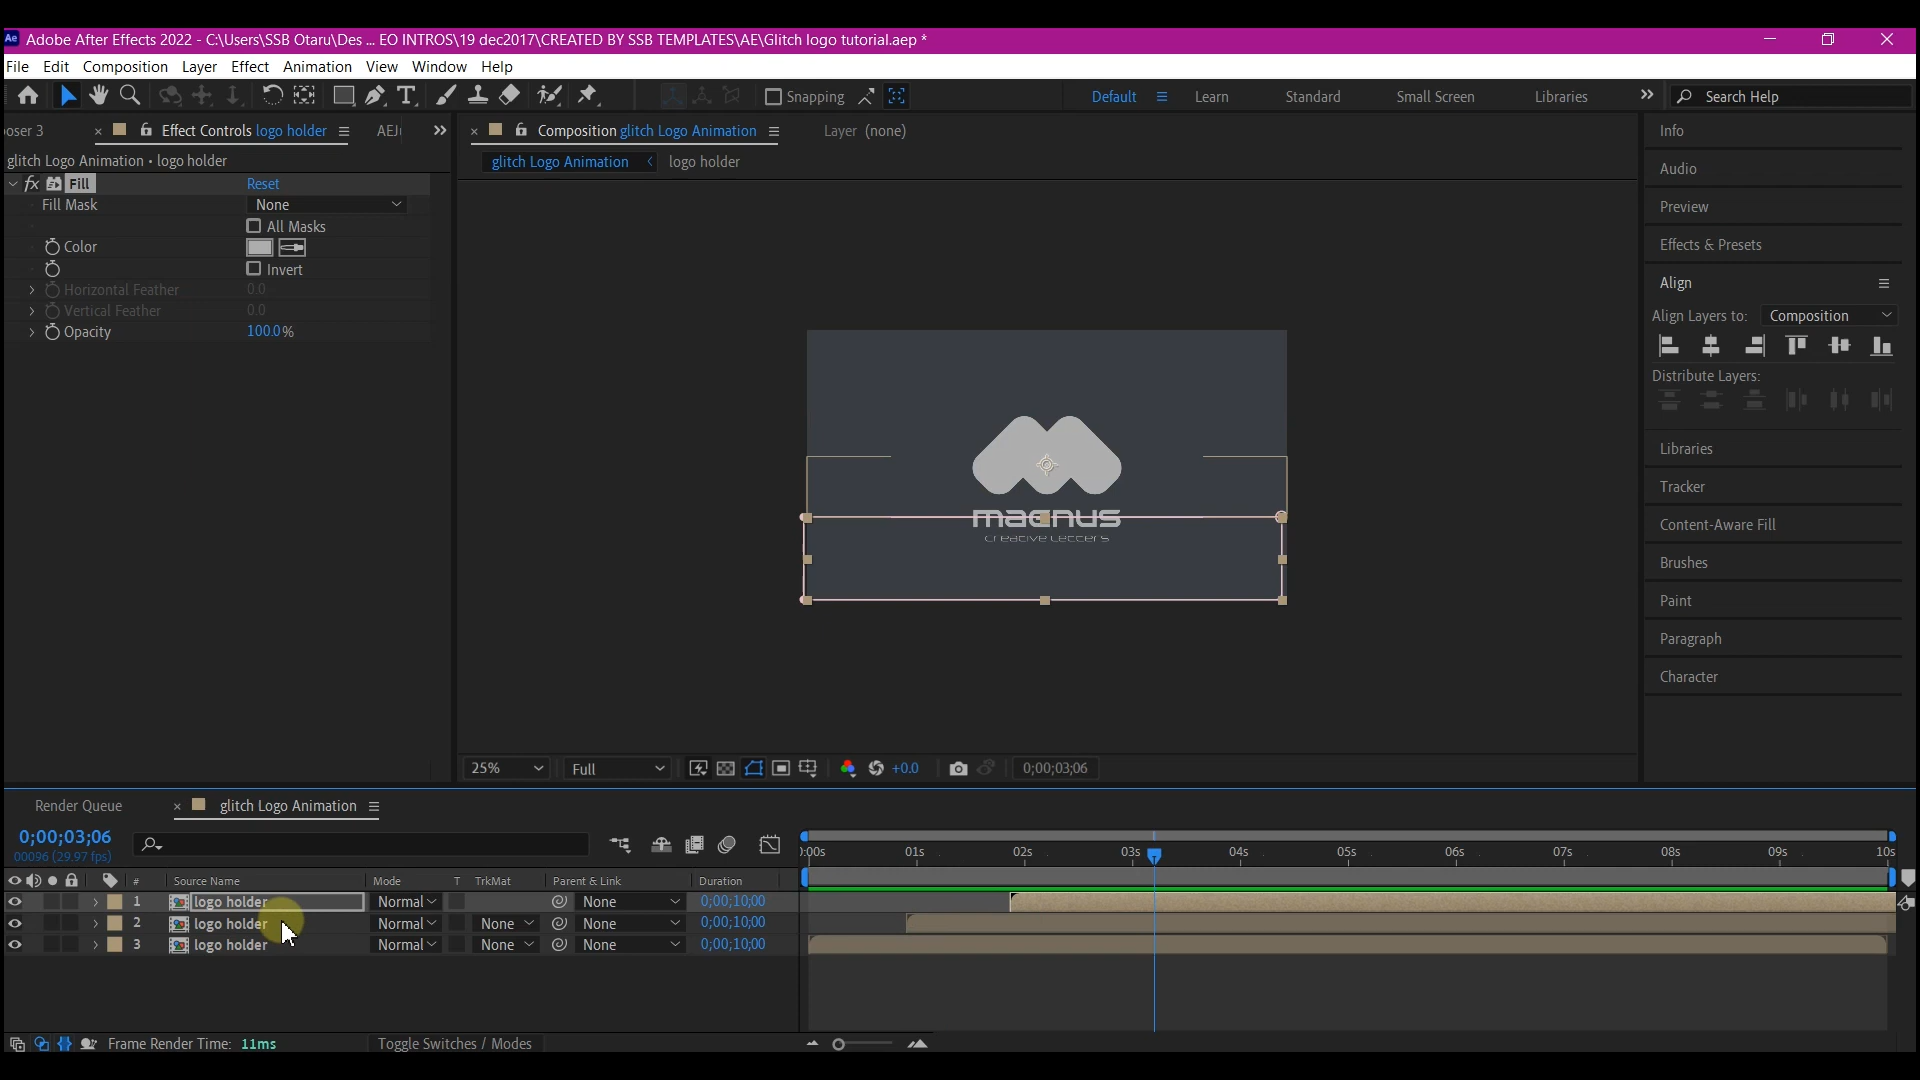 Ae Adobe After Effects 2022 - C:\Users\SSB Otaru\Des ... EO INTROS\19 dec2017\CREATED BY SSB TEMPLATES\AE\Glitch logo tutorial.aep *
File Edit Composition Layer Effect Animation View Window Help
Snapping Default Learn Standard Small Screen Libraries Search Help
oser 3 Effect Controls logo holder Composition glitch Logo Animation Layer (none) Info
glitch Logo Animation • logo holder glitch Logo Animation logo holder
Audio
fx Fill Reset
Fill Mask None Preview
All Masks
Color Effects & Presets
Invert
Horizontal Feather 0.0 Align
Vertical Feather 0.0 Align Layers to: Composition
Opacity 100.0%
Distribute Layers:
Libraries
Tracker
magnus
creative letters
Content-Aware Fill
Brushes
Paint
Paragraph
Character
25% Full +0.0 0;00;03;06
Render Queue glitch Logo Animation
0;00;03;06
00096 (29.97 fps) :00s 01s 02s 03s 04s 05s 06s 07s 08s 09s 10s
# Source Name Mode T TrkMat Parent & Link Duration
1 logo holder Normal None 0;00;10;00
2 logo holder Normal None None 0;00;10;00
3 logo holder Normal None None 0;00;10;00
Frame Render Time: 11ms Toggle Switches / Modes